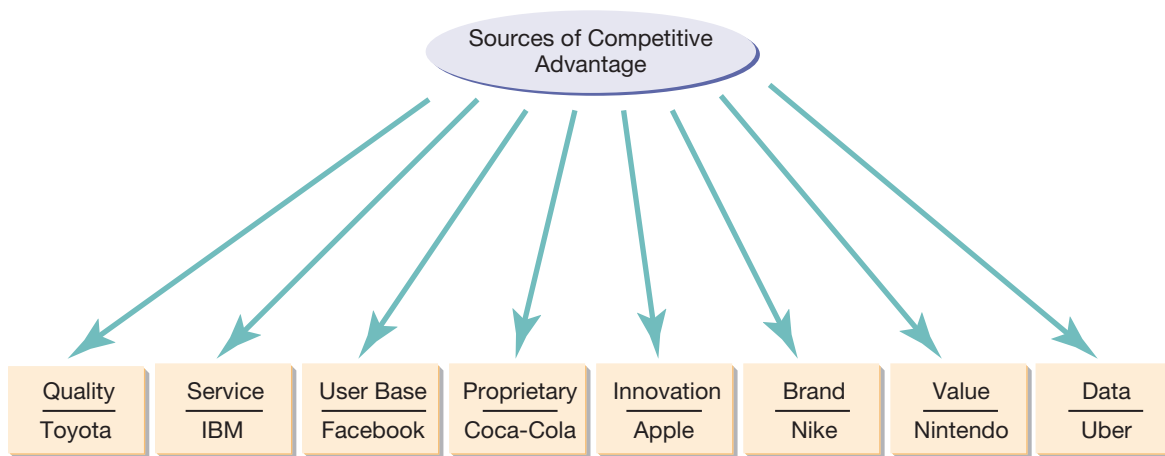 Sources of Competitive
Advantage
Quality
Toyota
Service
IBM
User Base
Facebook
Proprietary
Coca-Cola
Innovation
Apple
Brand
Nike
Value
Nintendo
Data
Uber